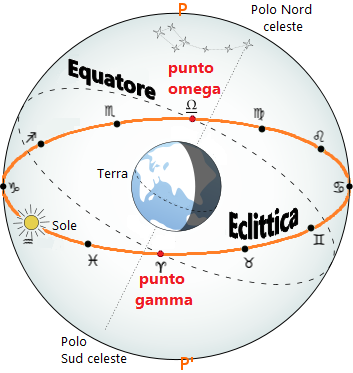 P
Polo Nord
celeste
Equatore
punto
omega
♏
Ω
♍
♐
♌
Terra
♑
♋
Sole
Eclittica
♒
♊
♓
♈
♉
punto
gamma
Polo
Sud celeste
P'